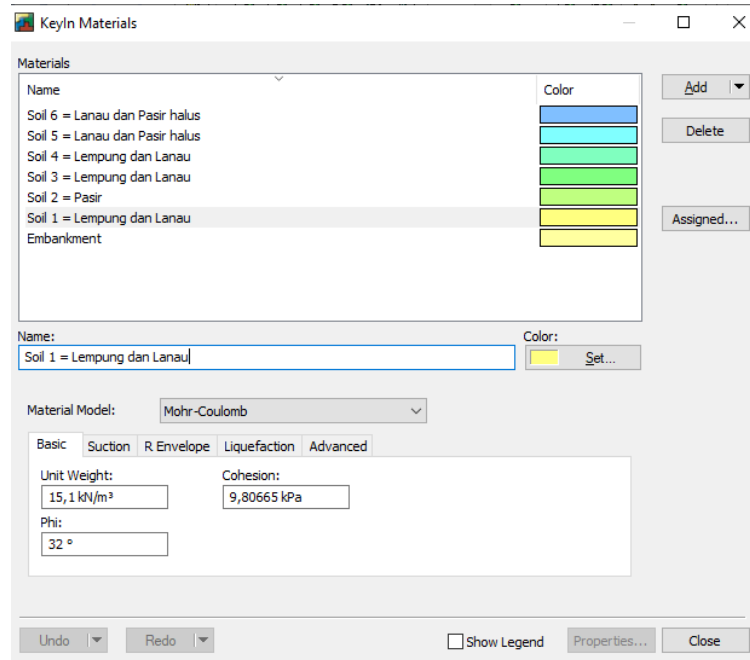 KeyIn Materials
Materials
Name Color
Add
Soil 6 = Lanau dan Pasir halus
Soil 5 = Lanau dan Pasir halus
Delete
Soil 4 = Lempung dan Lanau
Soil 3 = Lempung dan Lanau
Soil 2 = Pasir
Soil 1 = Lempung dan Lanau
Assigned...
Embankment
Name: Color:
Soil 1 = Lempung dan Lanau Set...
Material Model: Mohr-Coulomb
Basic Suction R Envelope Liquefaction Advanced
Unit Weight: Cohesion:
15,1 kN/m³ 9,80665 kPa
Phi:
32 °
Undo Redo Show Legend Properties... Close